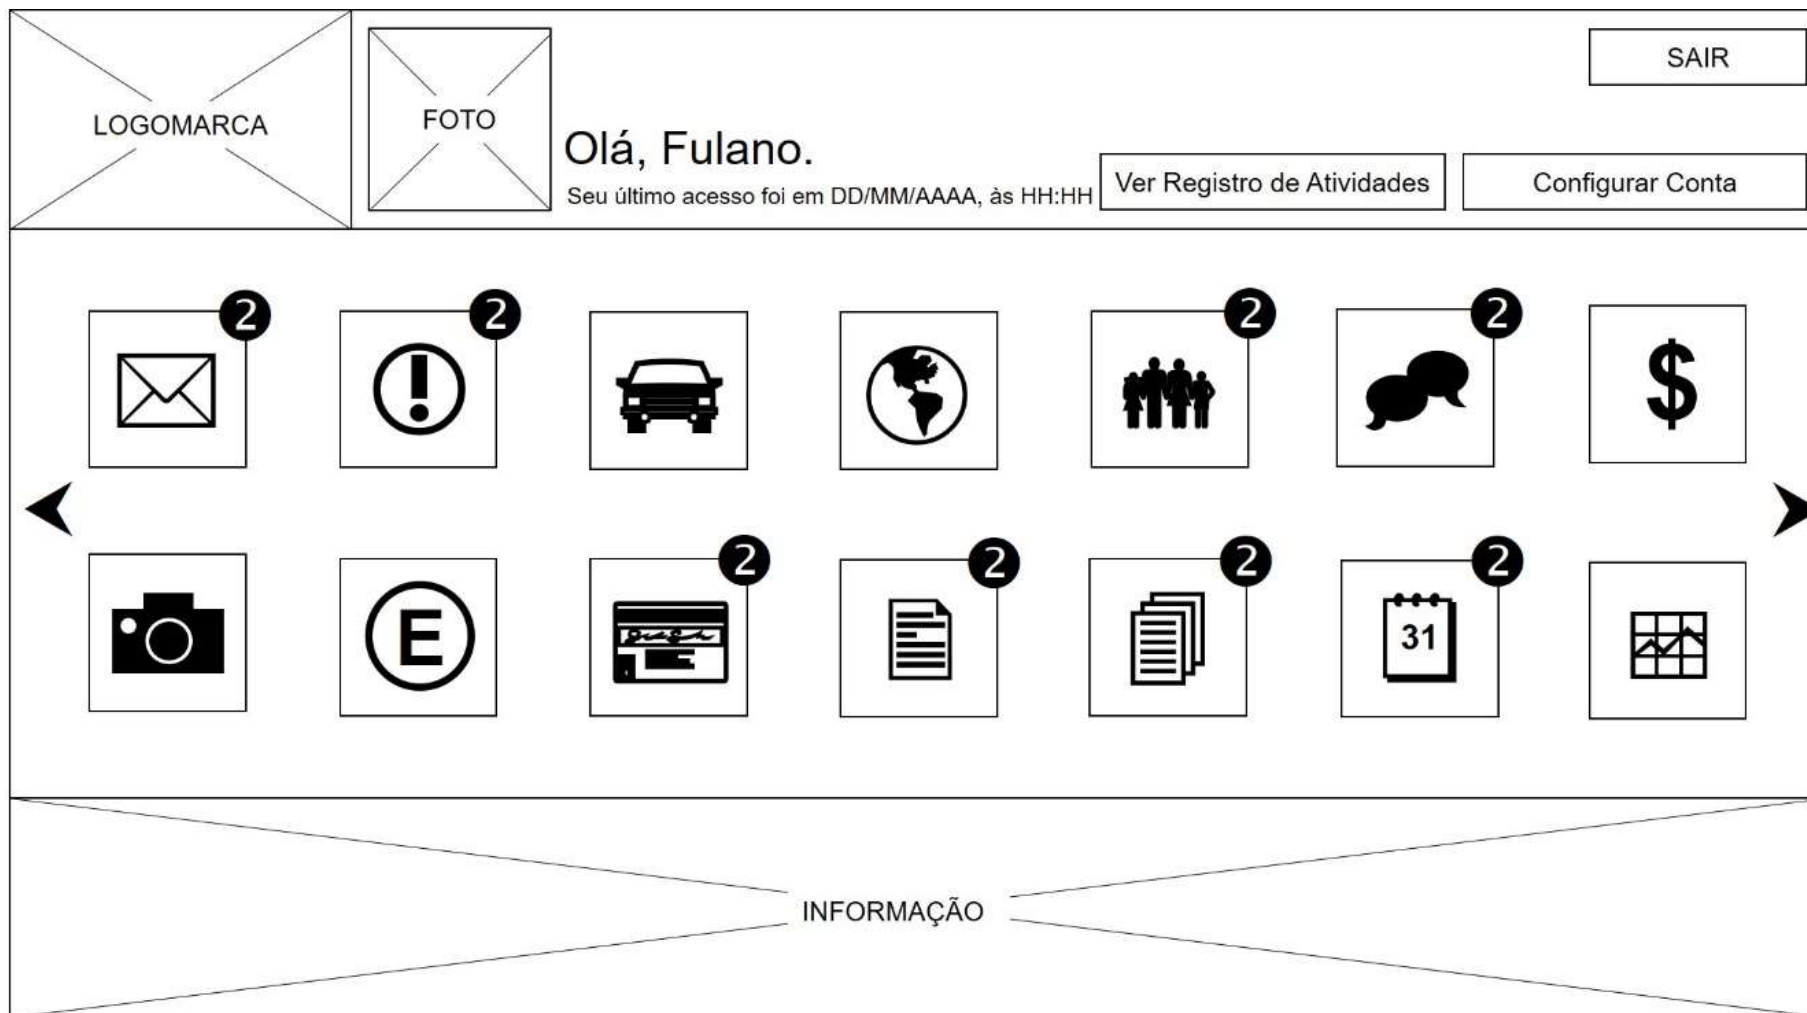 SAIR
LOGOMARCA
FOTO
Olá, Fulano.
Seu último acesso foi em DD/MM/AAAA, às HH:HH
Ver Registro de Atividades
Configurar Conta
2
2
2
2
$
E
2
2
2
31
2
INFORMAÇÃO